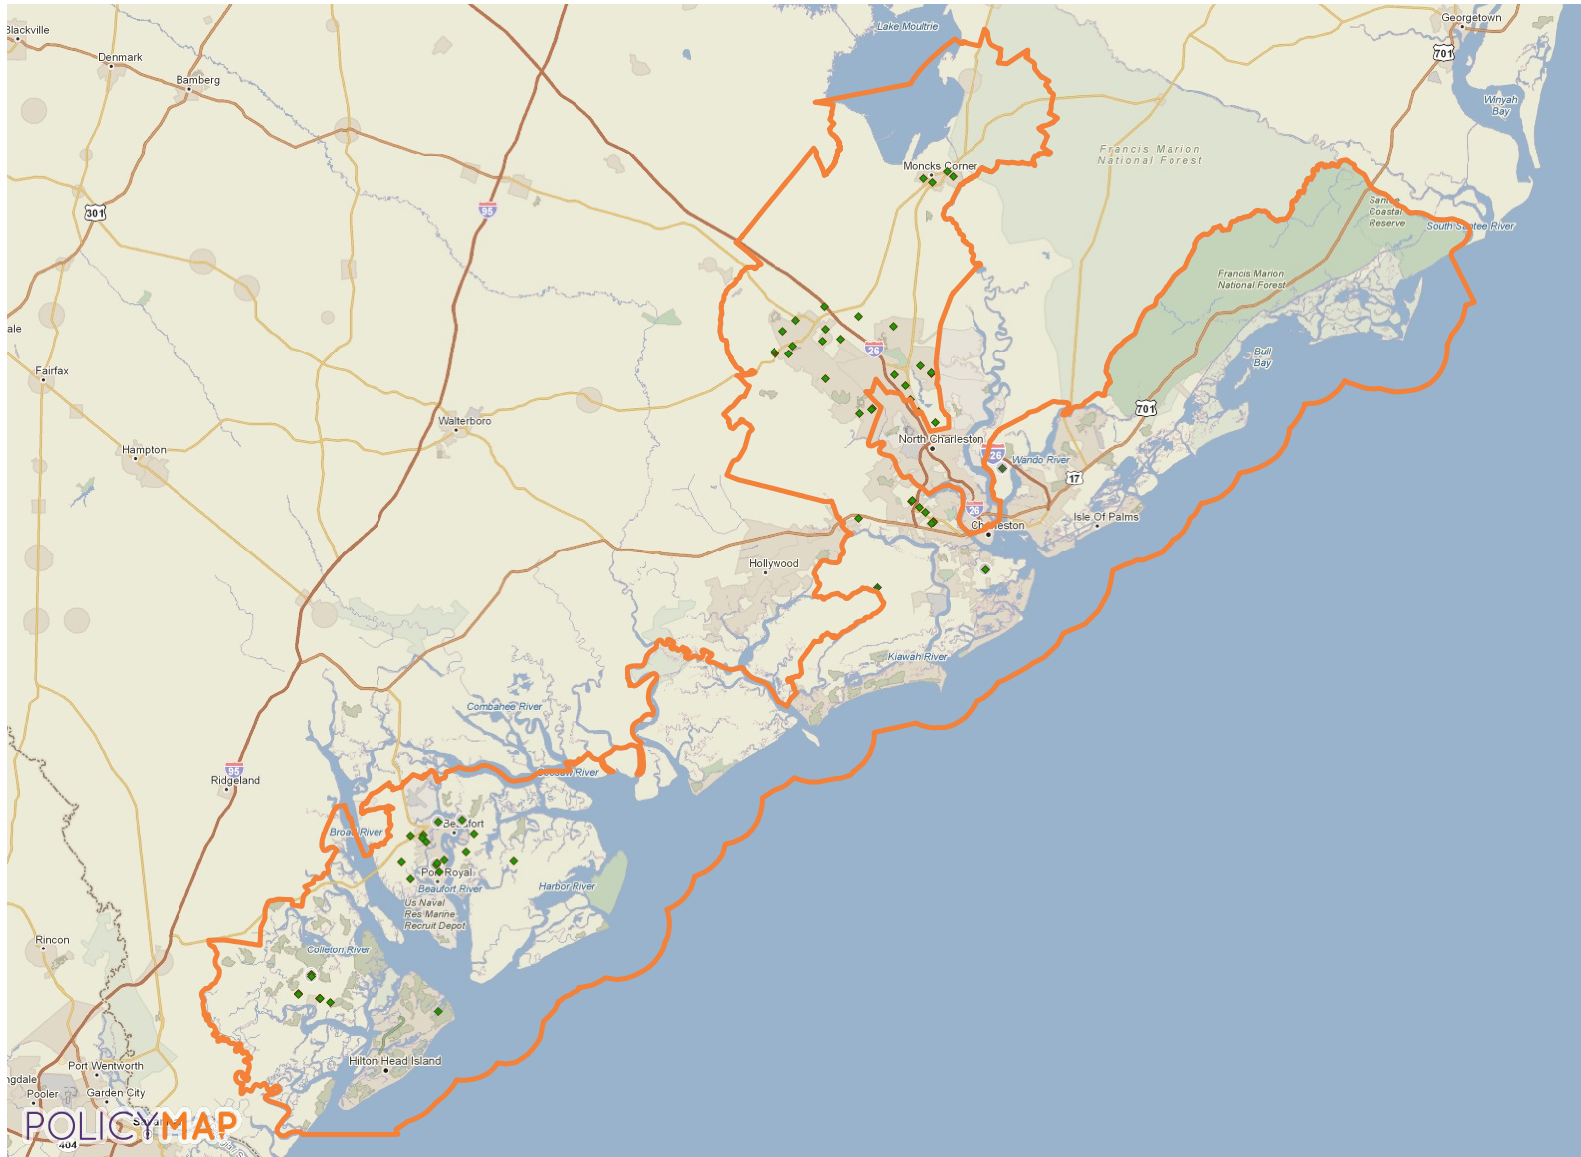 Blackville
Denmark
Bamberg
Lake Moultrie
Georgetown
701
Winyah
Bay
Francis Marion
National Forest
Moncks Corner
301
95
Santee
Coastal
Reserve
South Santee River
Francis Marion
National Forest
ale
26
Bull
Bay
Fairfax
701
Walterboro
Hampton
North Charleston
26
Wando River
17
26
Isle Of Palms
Charleston
Hollywood
Kiawah River
Combahee River
95
Ridgeland
Coosaw River
Broad River
Beaufort
Port Royal
Beaufort River
Harbor River
Us Naval
Res Marine
Recruit Depot
Rincon
Colleton River
Hilton Head Island
Port Wentworth
ngdale
Pooler
Garden City
POLICYMAP
404